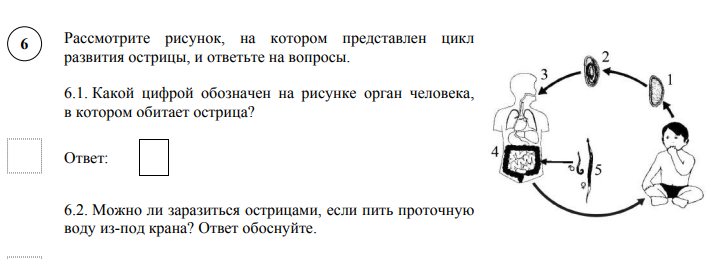 6
Рассмотрите рисунок, на котором представлен цикл
развития острицы, и ответьте на вопросы.
6.1. Какой цифрой обозначен на рисунке орган человека,
в котором обитает острица?
Ответ:
6.2. Можно ли заразиться острицами, если пить проточную
воду из-под крана? Ответ обоснуйте.
2
3
1
4
5
♀